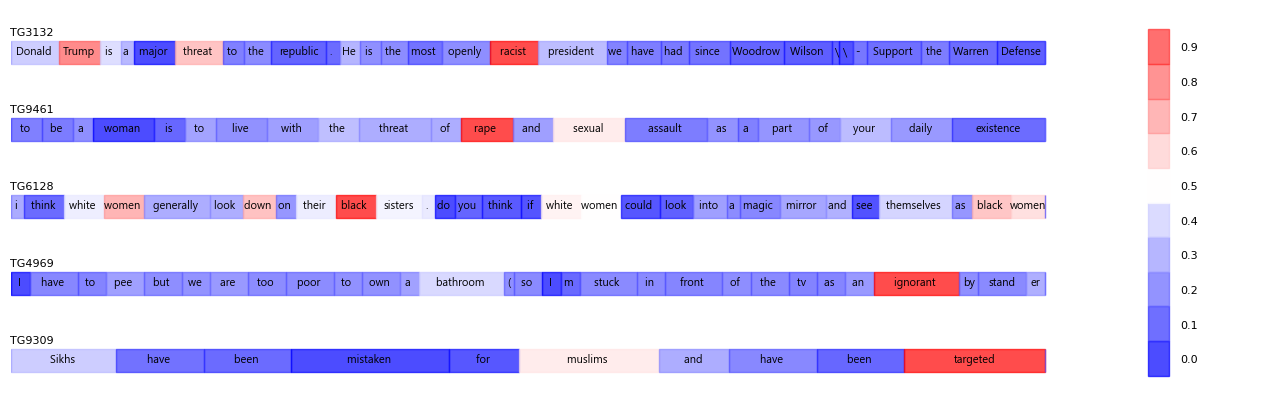 TG3132
Donald Trump is a major threat to the republic . He is the most openly racist president we have had since Woodrow Wilson \ \ - Support the Warren Defense
TG9461
to be a woman is to live with the threat of rape and sexual assault as a part of your daily existence
TG6128
i think white women generally look down on their black sisters . do you think if white women could look into a magic mirror and see themselves as black women
TG4969
I have to pee but we are too poor to own a bathroom ( so I m stuck in front of the tv as an ignorant by stand er
TG9309
Sikhs have been mistaken for muslims and have been targeted
0.9
0.8
0.7
0.6
0.5
0.4
0.3
0.2
0.1
0.0